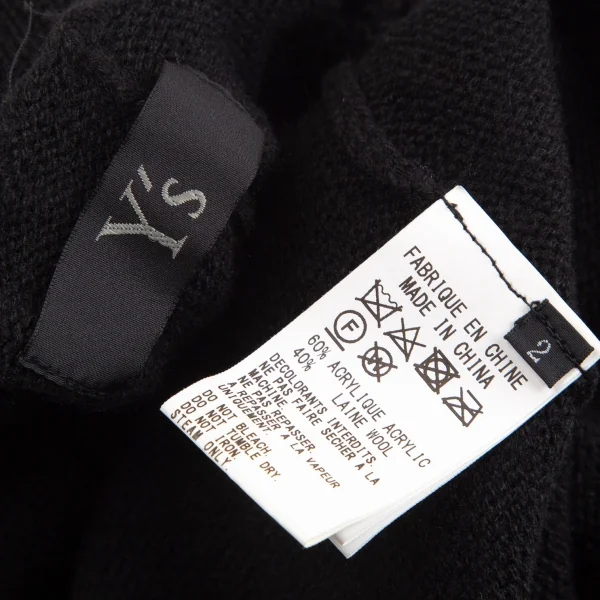 Y's
2
FABRIQUE EN CHINE
MADE IN CHINA
F
60% ACRYLIQUE ACRYLIC
40% LAINE WOOL
DECOLORANTS INTERDITS.
NE PAS FAIRE SECHER A LA
MACHINE.
NE PAS REPASSER.
A REPASSER A LA VAPEUR
UNIQUEMENT.
DO NOT BLEACH.
DO NOT TUMBLE DRY.
DO NOT IRON.
STEAM ONLY.